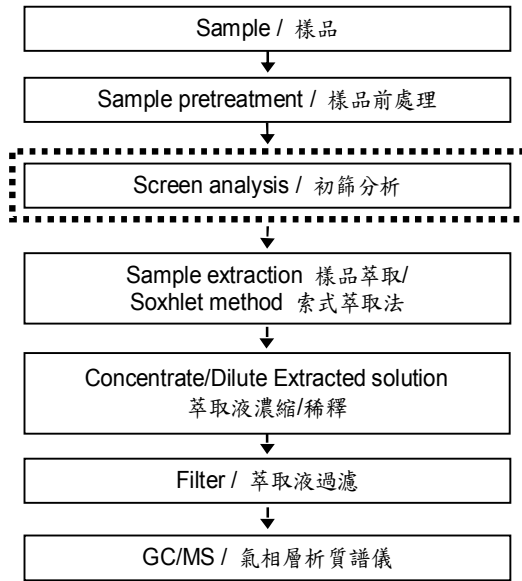 Sample / 樣品
Sample pretreatment / 樣品前處理
Screen analysis / 初篩分析
Sample extraction 樣品萃取/
Soxhlet method 索式萃取法
Concentrate/Dilute Extracted solution
萃取液濃縮/稀釋
Filter / 萃取液過濾
GC/MS / 氣相層析質譜儀